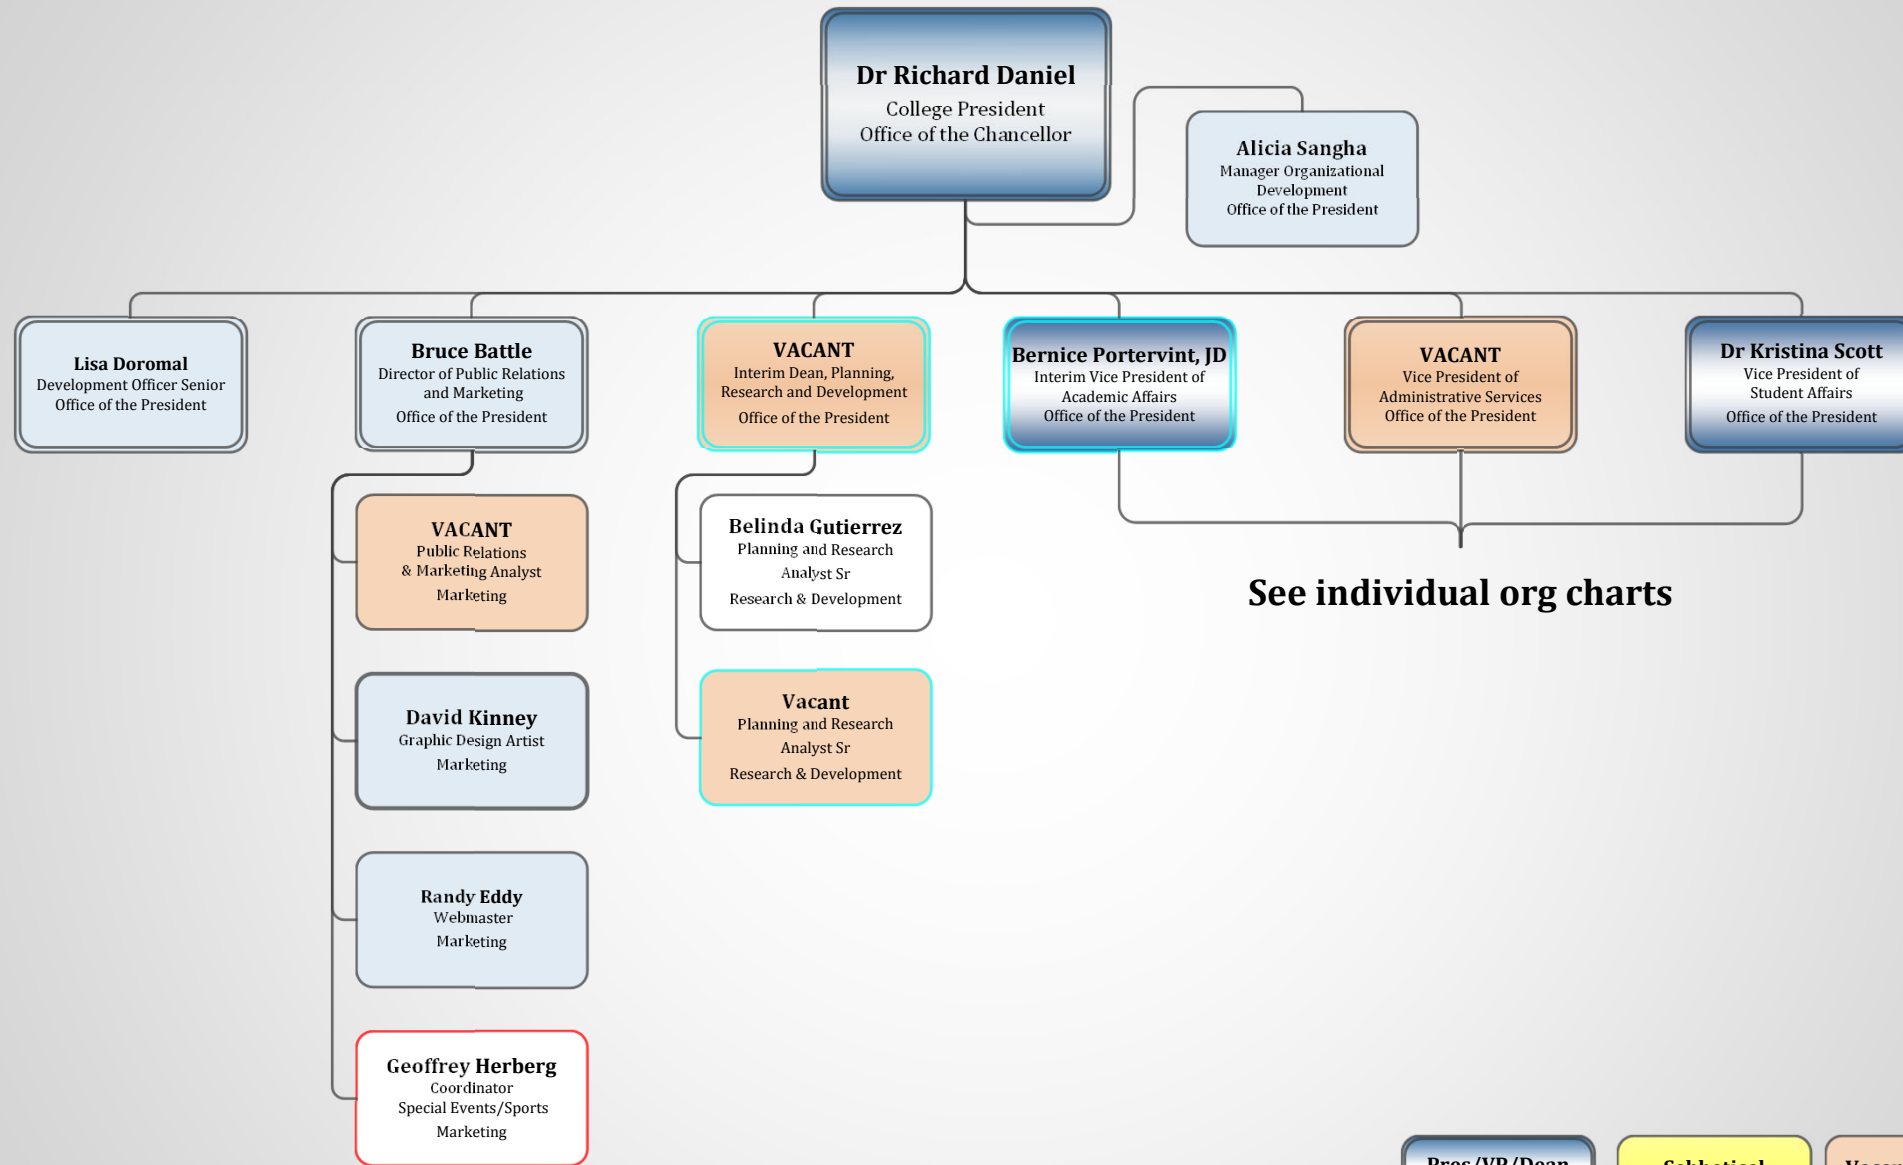 Dr Richard Daniel
College President
Office of the Chancellor
Alicia Sangha
Manager Organizational
Development
Office of the President
Lisa Doromal
Development Officer Senior
Office of the President
Bruce Battle
Director of Public Relations
and Marketing
Office of the President
VACANT
Interim Dean, Planning,
Research and Development
Office of the President
Bernice Portervint, JD
Interim Vice President of
Academic Affairs
Office of the President
VACANT
Vice President of
Administrative Services
Office of the President
Dr Kristina Scott
Vice President of
Student Affairs
Office of the President
VACANT
Public Relations
& Marketing Analyst
Marketing
Belinda Gutierrez
Planning and Research
Analyst Sr
Research & Development
See individual org charts
David Kinney
Graphic Design Artist
Marketing
Vacant
Planning and Research
Analyst Sr
Research & Development
Randy Eddy
Webmaster
Marketing
Geoffrey Herberg
Coordinator
Special Events/Sports
Marketing
Pres/VP/Dean
Sabbatical